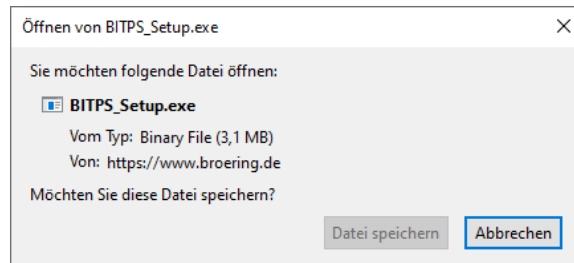 Öffnen von BITPS_Setup.exe
Sie möchten folgende Datei öffnen:
BITPS_Setup.exe
Vom Typ: Binary File (3,1 MB)
Von: https://www.broering.de
Möchten Sie diese Datei speichern?
Datei speichern Abbrechen